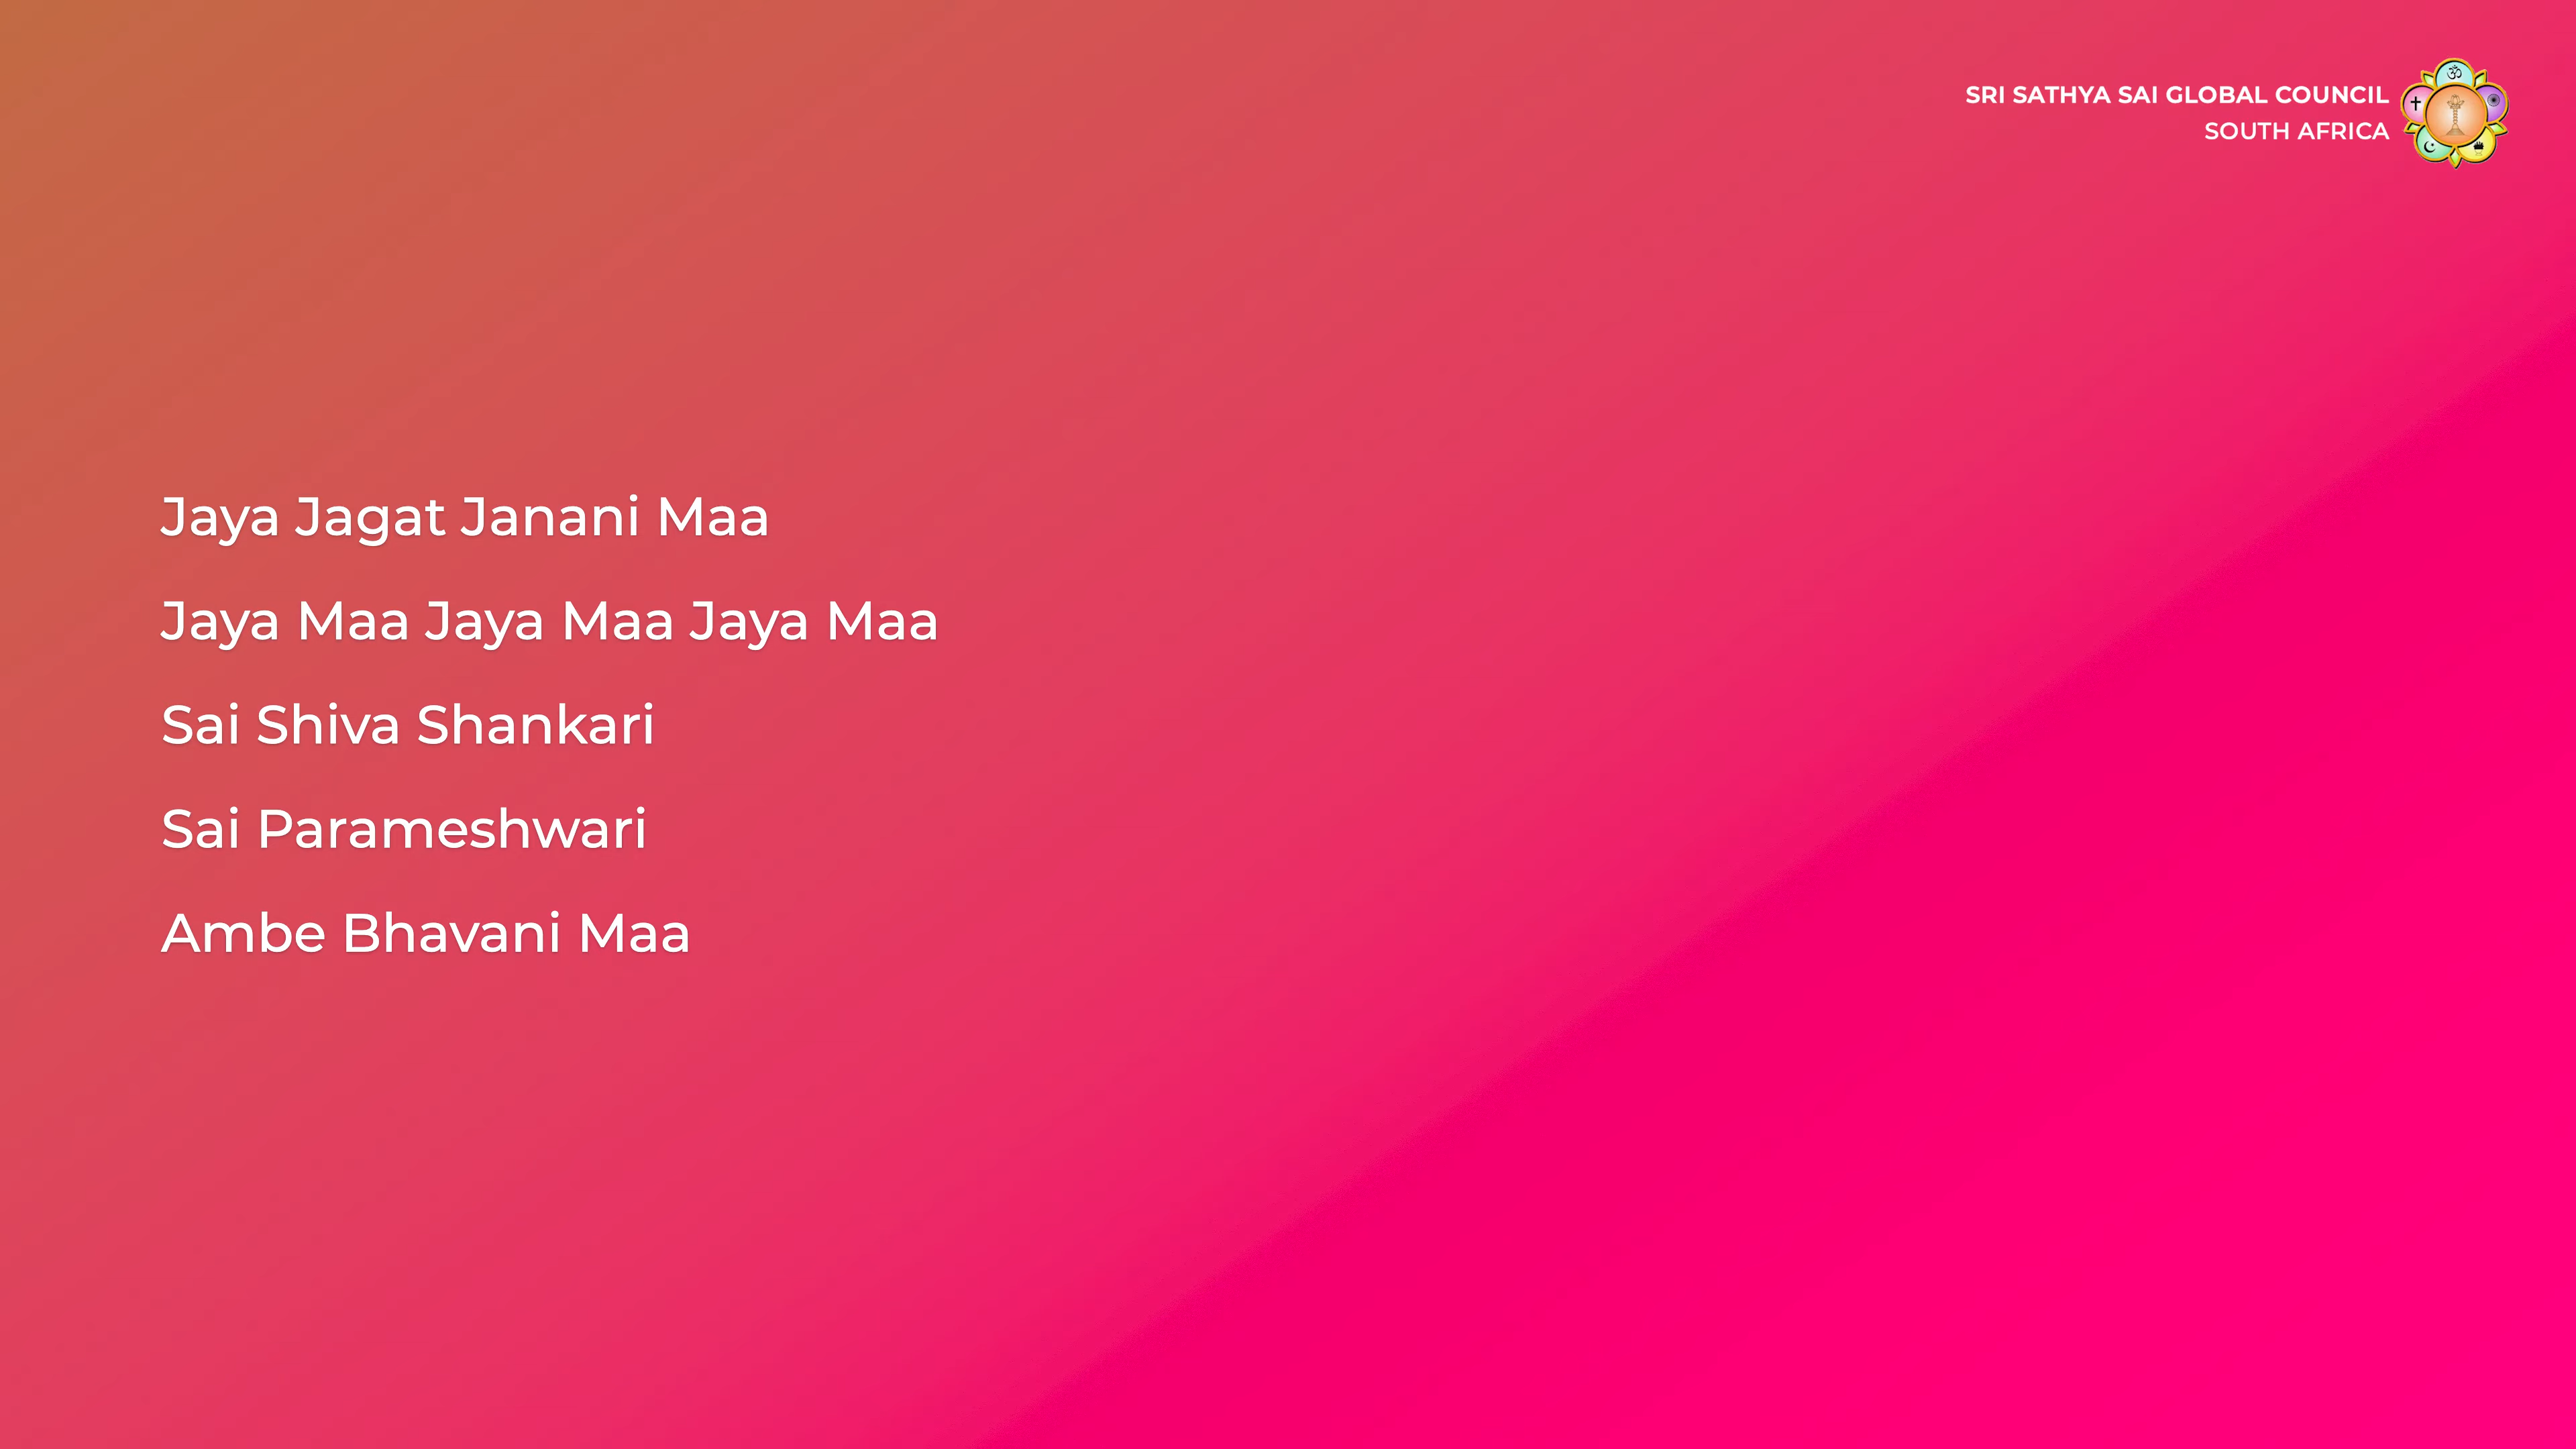 SRI SATHYA SAI GLOBAL COUNCIL
SOUTH AFRICA
Jaya Jagat Janani Maa
Jaya Maa Jaya Maa Jaya Maa
Sai Shiva Shankari
Sai Parameshwari
Ambe Bhavani Maa